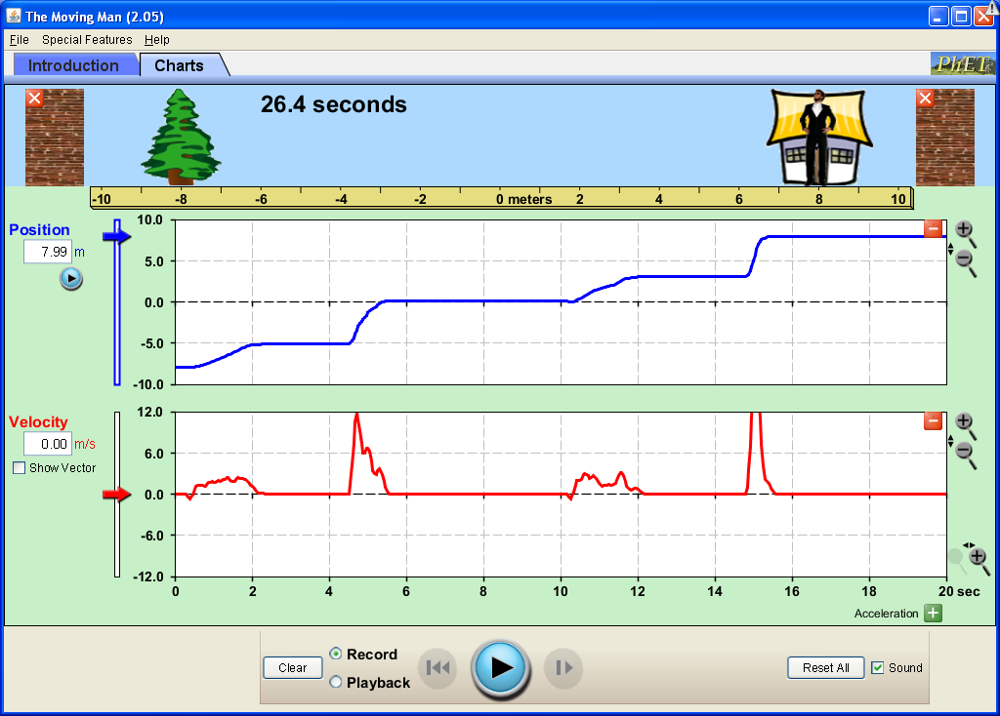 The Moving Man (2.05)
File Special Features Help
Introduction Charts
PhET
26.4 seconds
-10 -8 -6 -4 -2 0 meters 2 4 6 8 10
Position
7.99 m
10.0
5.0
0.0
-5.0
-10.0
Velocity
0.00 m/s
Show Vector
12.0
6.0
0.0
-6.0
-12.0
0 2 4 6 8 10 12 14 16 18 20 sec
Acceleration
Clear
Record
Playback
Reset All
Sound